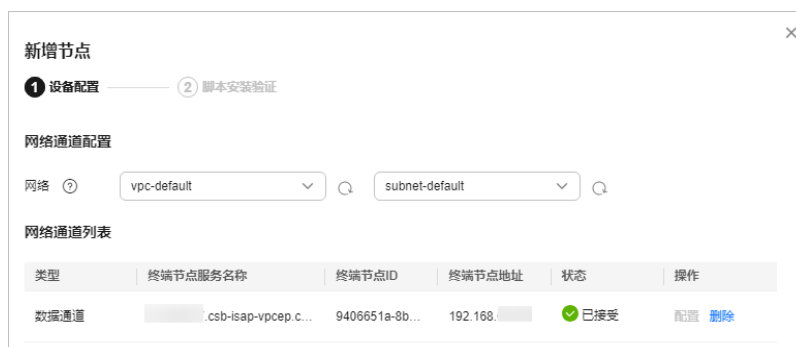 新增节点
1 设备配置 2 脚本安装验证
网络通道配置
网络 ? vpc-default subnet-default
网络通道列表
类型 终端节点服务名称 终端节点ID 终端节点地址 状态 操作
数据通道 .csb-isap-vpcep.c... 9406651a-8b... 192.168. 已接受 配置 删除